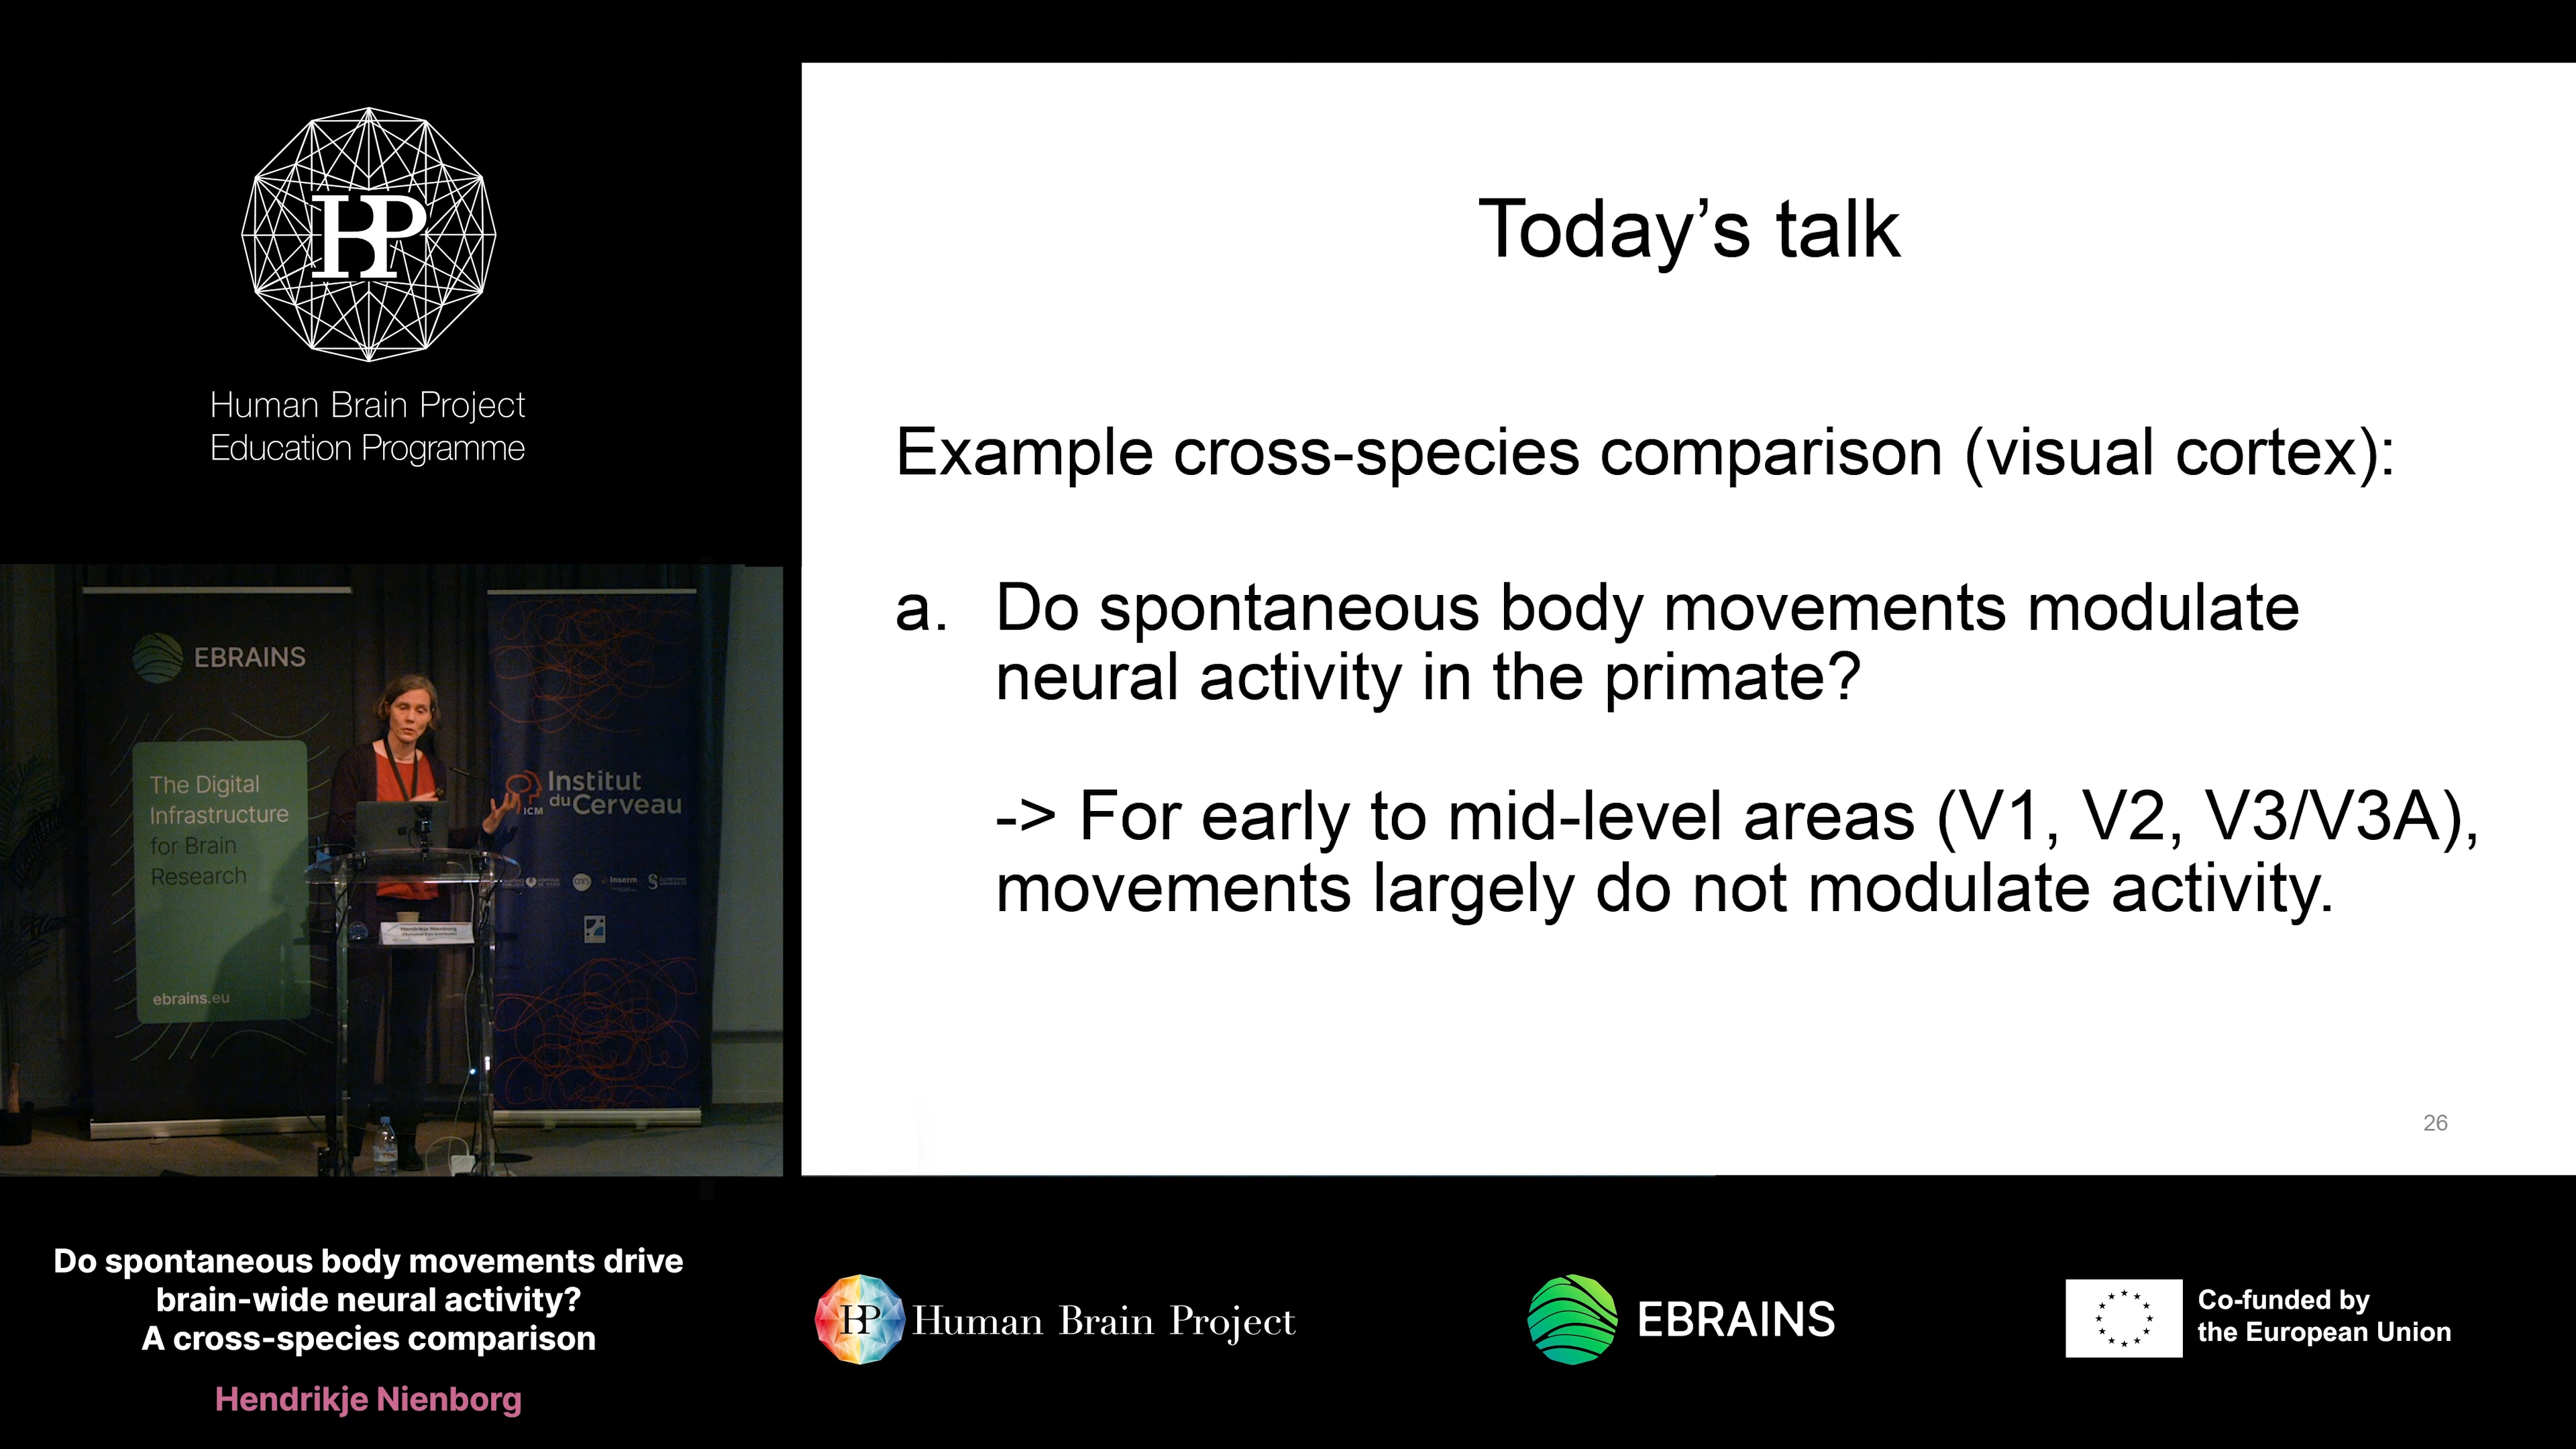 HP
Human Brain Project
Education Programme
Today’s talk
Example cross-species comparison (visual cortex):
a. Do spontaneous body movements modulate
neural activity in the primate?
-> For early to mid-level areas (V1, V2, V3/V3A),
movements largely do not modulate activity.
26
EBRAINS
The Digital
Infrastructure
for Brain
Research
ebrains.eu
ICM
Institut
du Cerveau
Inserm
Hendrikje Nienborg
Do spontaneous body movements drive
brain-wide neural activity?
A cross-species comparison
Hendrikje Nienborg
HP Human Brain Project
EBRAINS
Co-funded by
the European Union